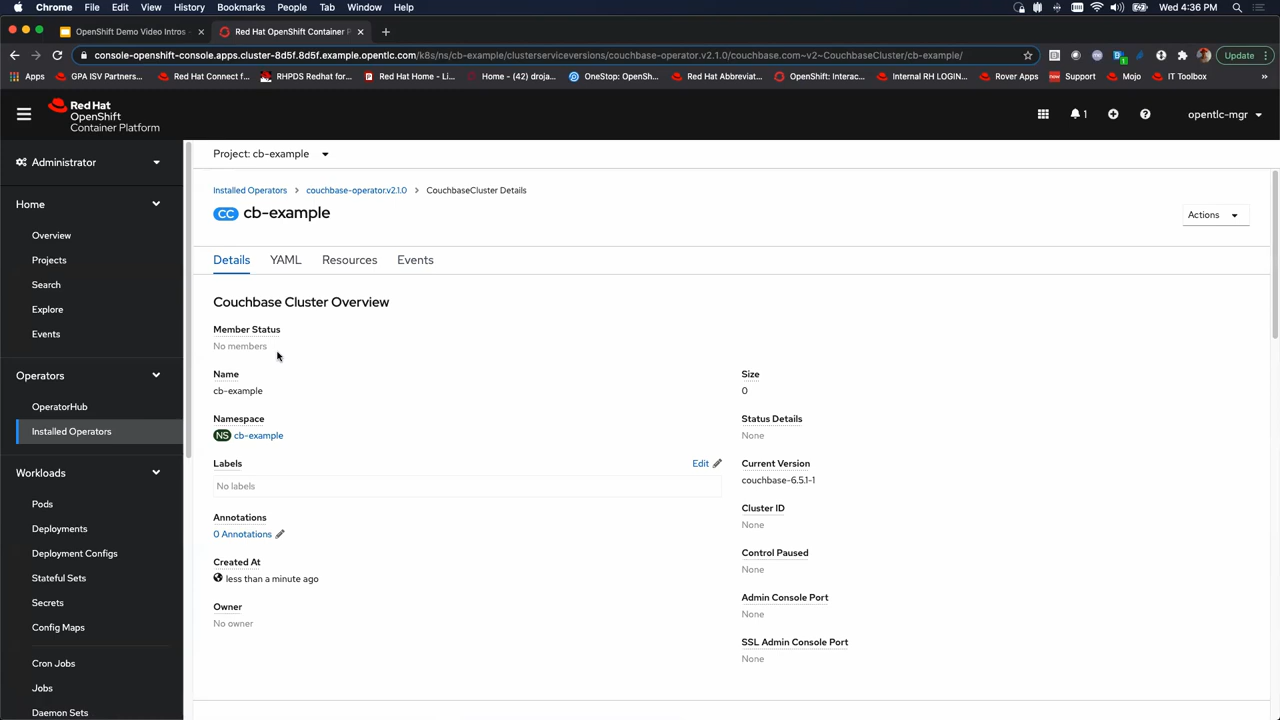 Chrome File Edit View History Bookmarks People Tab Window Help Wed 4:36 PM
OpenShift Demo Video Intros - Red Hat OpenShift Container P
console-openshift-console.apps.cluster-8d5f.8d5f.example.opentlc.com/k8s/ns/cb-example/clusterserviceversions/couchbase-operator.v2.1.0/couchbase.com~v2~CouchbaseCluster/cb-example/ Update
Apps GPA ISV Partners... Red Hat Connect f... RHPDS Redhat for... Red Hat Home - Li... Home - (42) droja... OneStop: OpenSh... Red Hat Abbreviat... OpenShift: Interac... Internal RH LOGIN... Rover Apps Support Mojo IT Toolbox »
Red Hat
OpenShift
Container Platform
1
opentlc-mgr
Administrator
Home
Overview
Projects
Search
Explore
Events
Operators
OperatorHub
Installed Operators
Workloads
Pods
Deployments
Deployment Configs
Stateful Sets
Secrets
Config Maps
Cron Jobs
Jobs
Daemon Sets
Project: cb-example
Installed Operators > couchbase-operator.v2.1.0 > CouchbaseCluster Details
CC cb-example
Actions
Details YAML Resources Events
Couchbase Cluster Overview
Member Status
No members
Name
cb-example
Namespace
NS cb-example
Labels Edit
No labels
Annotations
0 Annotations
Created At
less than a minute ago
Owner
No owner
Size
0
Status Details
None
Current Version
couchbase-6.5.1-1
Cluster ID
None
Control Paused
None
Admin Console Port
None
SSL Admin Console Port
None